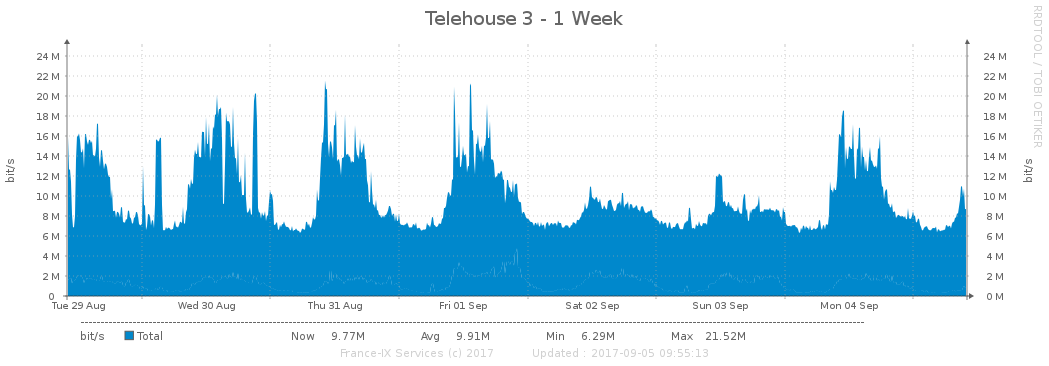 Telehouse 3 - 1 Week
RRDTOOL / TOBI OETIKER
bit/s
24 M 24 M
22 M 22 M
20 M 20 M
18 M 18 M
16 M 16 M
14 M 14 M
12 M 12 M
10 M 10 M
8 M 8 M
6 M 6 M
4 M 4 M
2 M 2 M
0 0 M
bit/s
Tue 29 Aug Wed 30 Aug Thu 31 Aug Fri 01 Sep Sat 02 Sep Sun 03 Sep Mon 04 Sep
bit/s Total Now 9.77M Avg 9.91M Min 6.29M Max 21.52M
France-IX Services (c) 2017 Updated : 2017-09-05 09:55:13